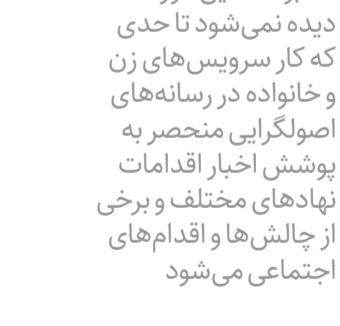 دیده نمی‌شود تا حدی
که کار سرویس‌های زن
و خانواده در رسانه‌های
اصولگرایی منحصر به
پوشش اخبار اقدامات
نهادهای مختلف و برخی
از چالش‌ها و اقدام‌های
اجتماعی می‌شود